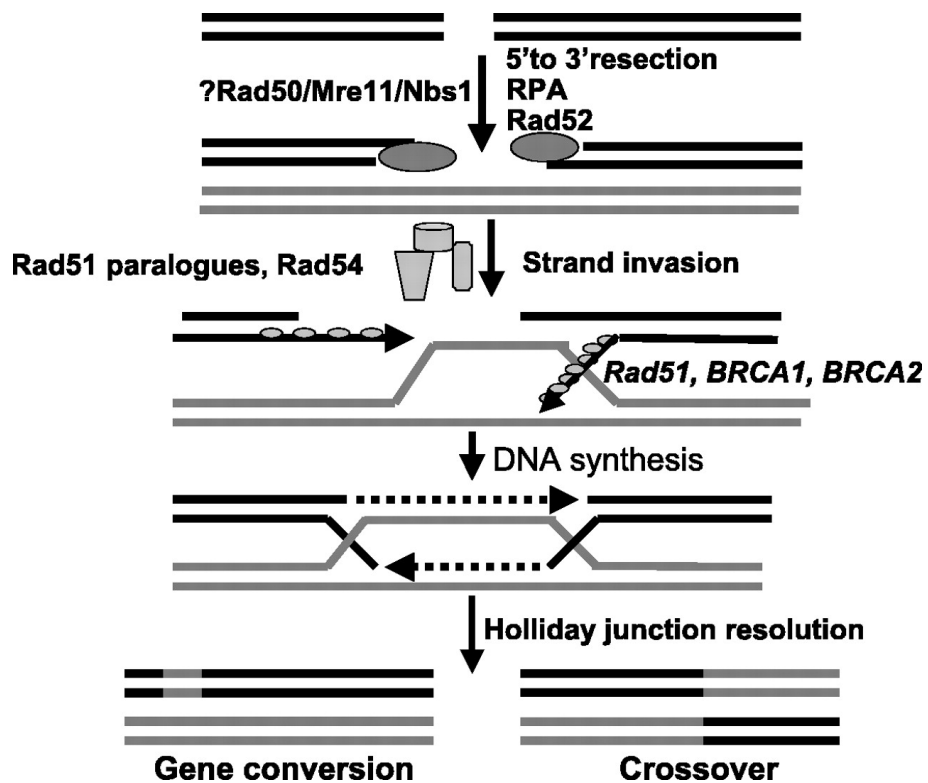 ?Rad50/Mre11/Nbs1
5'to 3'resection
RPA
Rad52
Rad51 paralogues, Rad54
Strand invasion
Rad51, BRCA1, BRCA2
DNA synthesis
Holliday junction resolution
Gene conversion
Crossover